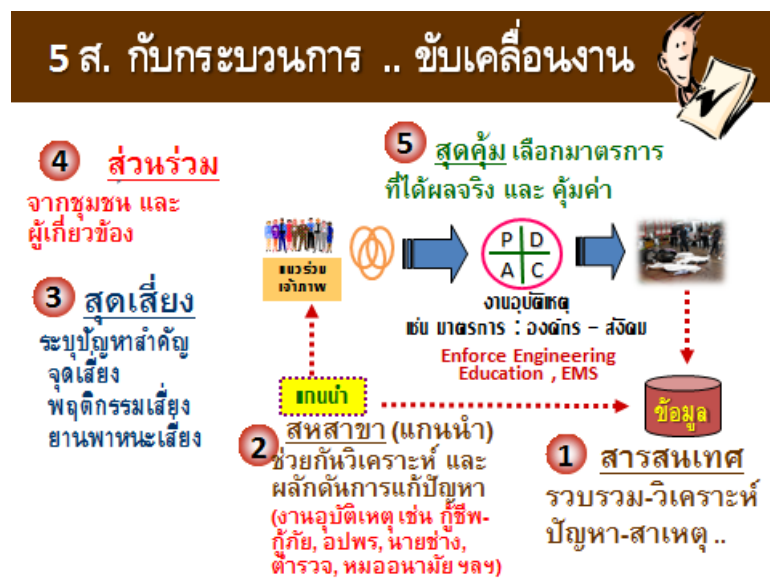 5 ส. กับกระบวนการ .. ขับเคลื่อนงาน
5 สุดคุ้ม เลือกมาตรการ
ที่ได้ผลจริง และ คุ้มค่า
4 ส่วนร่วม
จากชุมชน และ
ผู้เกี่ยวข้อง
แนวร่วม
เจ้าภาพ
P D
A C
งานอุบัติเหตุ
เช่น มาตรการ : องค์กร – สังคม
Enforce Engineering
Education , EMS
3 สุดเสี่ยง
ระบุปัญหาสำคัญ
จุดเสี่ยง
พฤติกรรมเสี่ยง
ยานพาหนะเสี่ยง
แกนนำ
ข้อมูล
2 สหสาขา (แกนนำ)
ช่วยกันวิเคราะห์ และ
ผลักดันการแก้ปัญหา
(งานอุบัติเหตุ เช่น กู้ชีพ-
กู้ภัย, อปพร, นายช่าง,
ตำรวจ, หมออนามัย ฯลฯ)
1 สารสนเทศ
รวบรวม-วิเคราะห์
ปัญหา-สาเหตุ ..